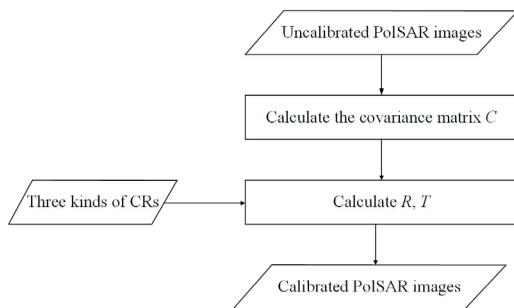 Uncalibrated PolSAR images
Calculate the covariance matrix C
Three kinds of CRs
Calculate R, T
Calibrated PolSAR images